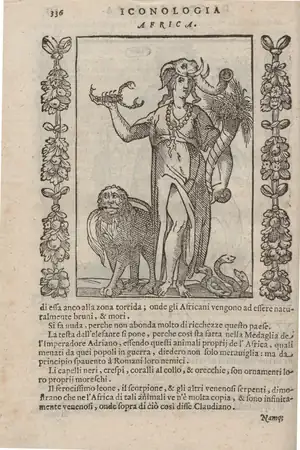 336
ICONOLOGIA
AFRICA.
di essa anco alla zona torrida; onde gli Africani vengono ad essere natu-
ralmente bruni, & mori.
Si fa nuda, perche non abonda molto di ricchezze questo paese.
La testa dell'elefante si pone, perche così sta fatta nella Medaglia de
l'Imperadore Adriano, essendo questi animali proprij de l'Africa, quali
menati da quei popoli in guerra, diedero non solo meraviglia: ma da
principio spauento à Romani loro nemici.
Li capelli neri, crespi, coralli al collo, & orecchie, son ornamenti lo-
ro proprij moreschi.
Il ferocissimo leone, il scorpione, & gli altri venenosi serpenti, dimo-
strano che ne l'Africa di tali animali ve n'è molta copia, & sono infinita-
mente venenosi, onde sopra di ciò così disse Claudiano.
Namq;